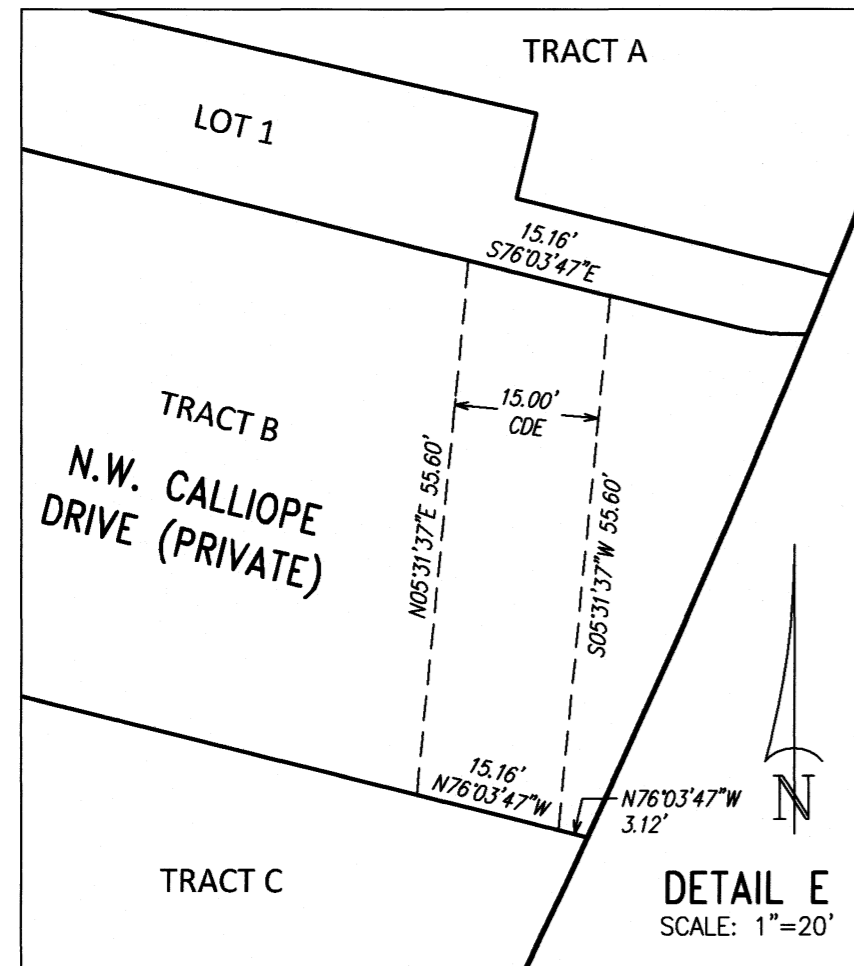 TRACT A
LOT 1
15.16'
S76°03'47"E
15.00'
CDE
TRACT B
N.W. CALLIOPE
DRIVE (PRIVATE)
N05°31'37"E 55.60'
S05°31'37"W 55.60'
15.16'
N76°03'47"W
N76°03'47"W
3.12'
N
TRACT C
DETAIL E
SCALE: 1"=20'